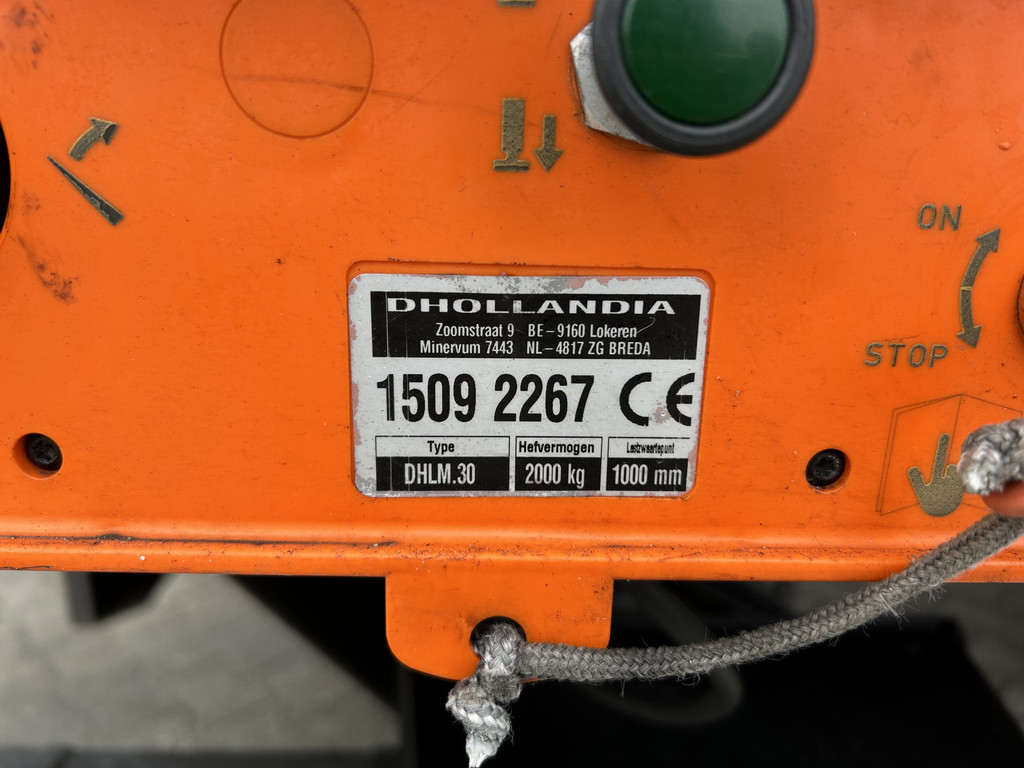 ON
STOP
DHOLLANDIA
Zoomstraat 9 BE-9160 Lokeren
Minervum 7443 NL-4817 ZG BREDA
1509 2267 CE
Type Hefvermogen Lastzwaartepunt
DHLM.30 2000 kg 1000 mm